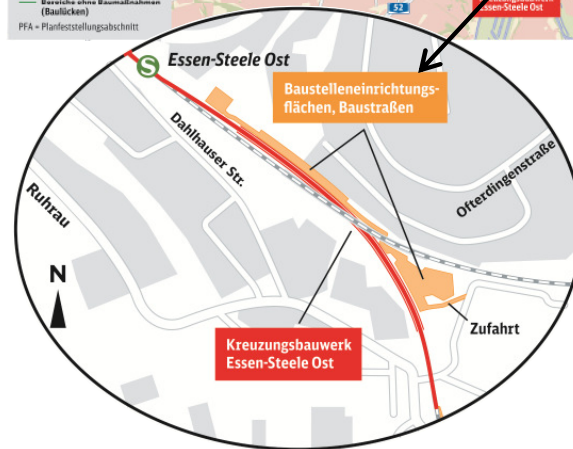 Bereiche ohne Baumaßnahmen
(Baulücken)
PFA = Planfeststellungsabschnitt
52
Kreuzungsbauwerk
Essen-Steele Ost
S
Essen-Steele Ost
Baustelleneinrichtungs-
flächen, Baustraßen
Dahlhauser Str.
Ofterdingenstraße
Ruhrau
N
Zufahrt
Kreuzungsbauwerk
Essen-Steele Ost